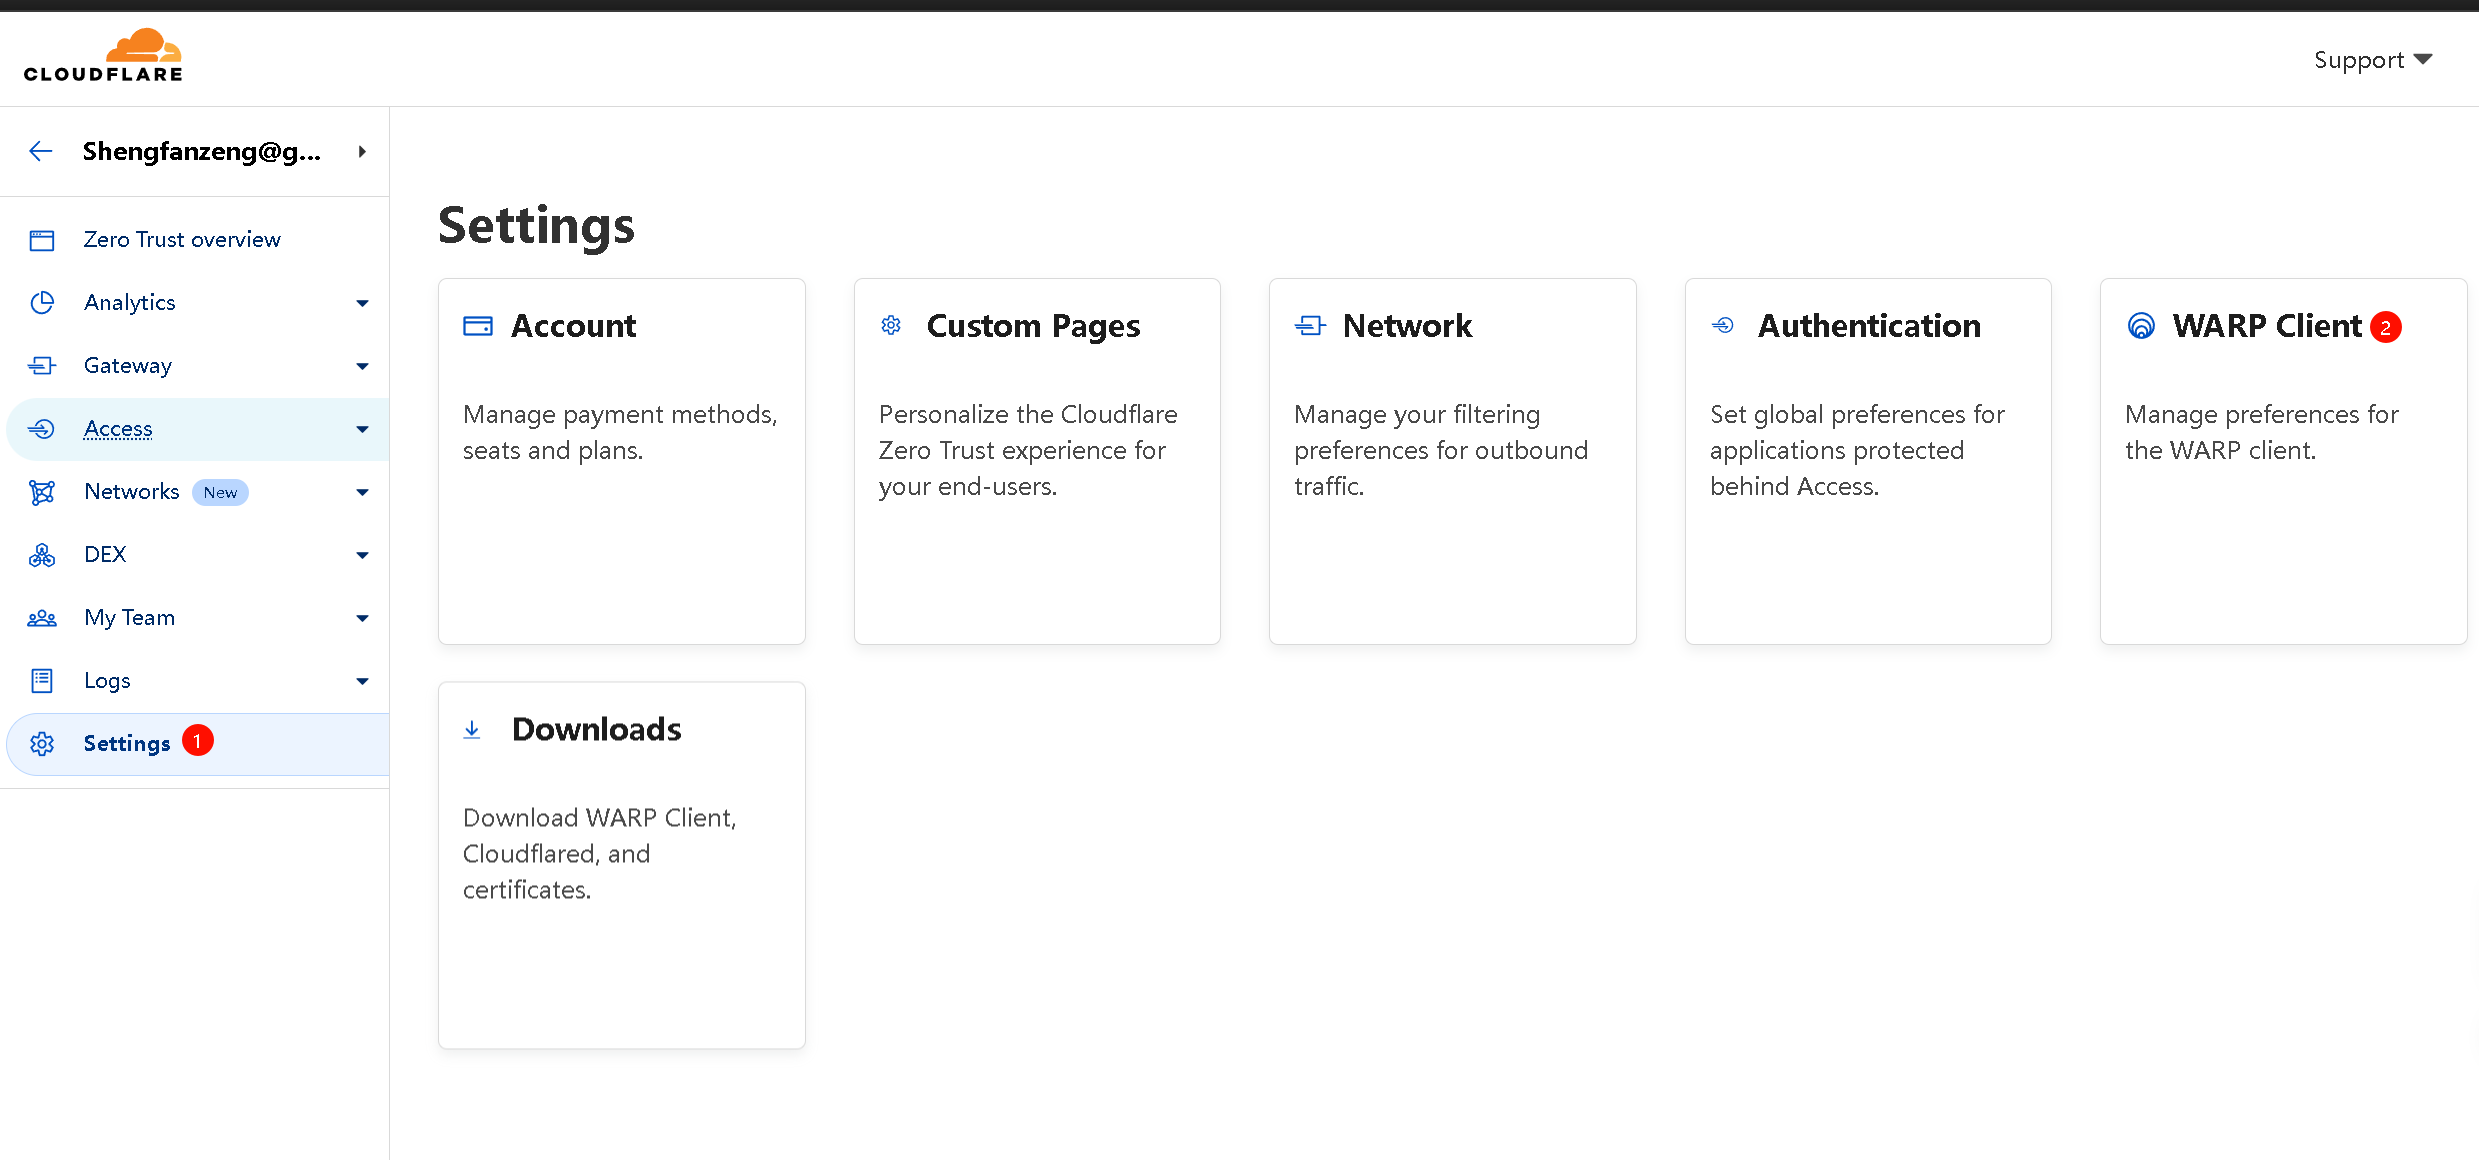 CLOUDFLARE
Support
Shengfanzeng@g...
Zero Trust overview
Analytics
Gateway
Access
Networks New
DEX
My Team
Logs
Settings 1
Settings
Account
Manage payment methods,
seats and plans.
Custom Pages
Personalize the Cloudflare
Zero Trust experience for
your end-users.
Network
Manage your filtering
preferences for outbound
traffic.
Authentication
Set global preferences for
applications protected
behind Access.
WARP Client 2
Manage preferences for
the WARP client.
Downloads
Download WARP Client,
Cloudflared, and
certificates.